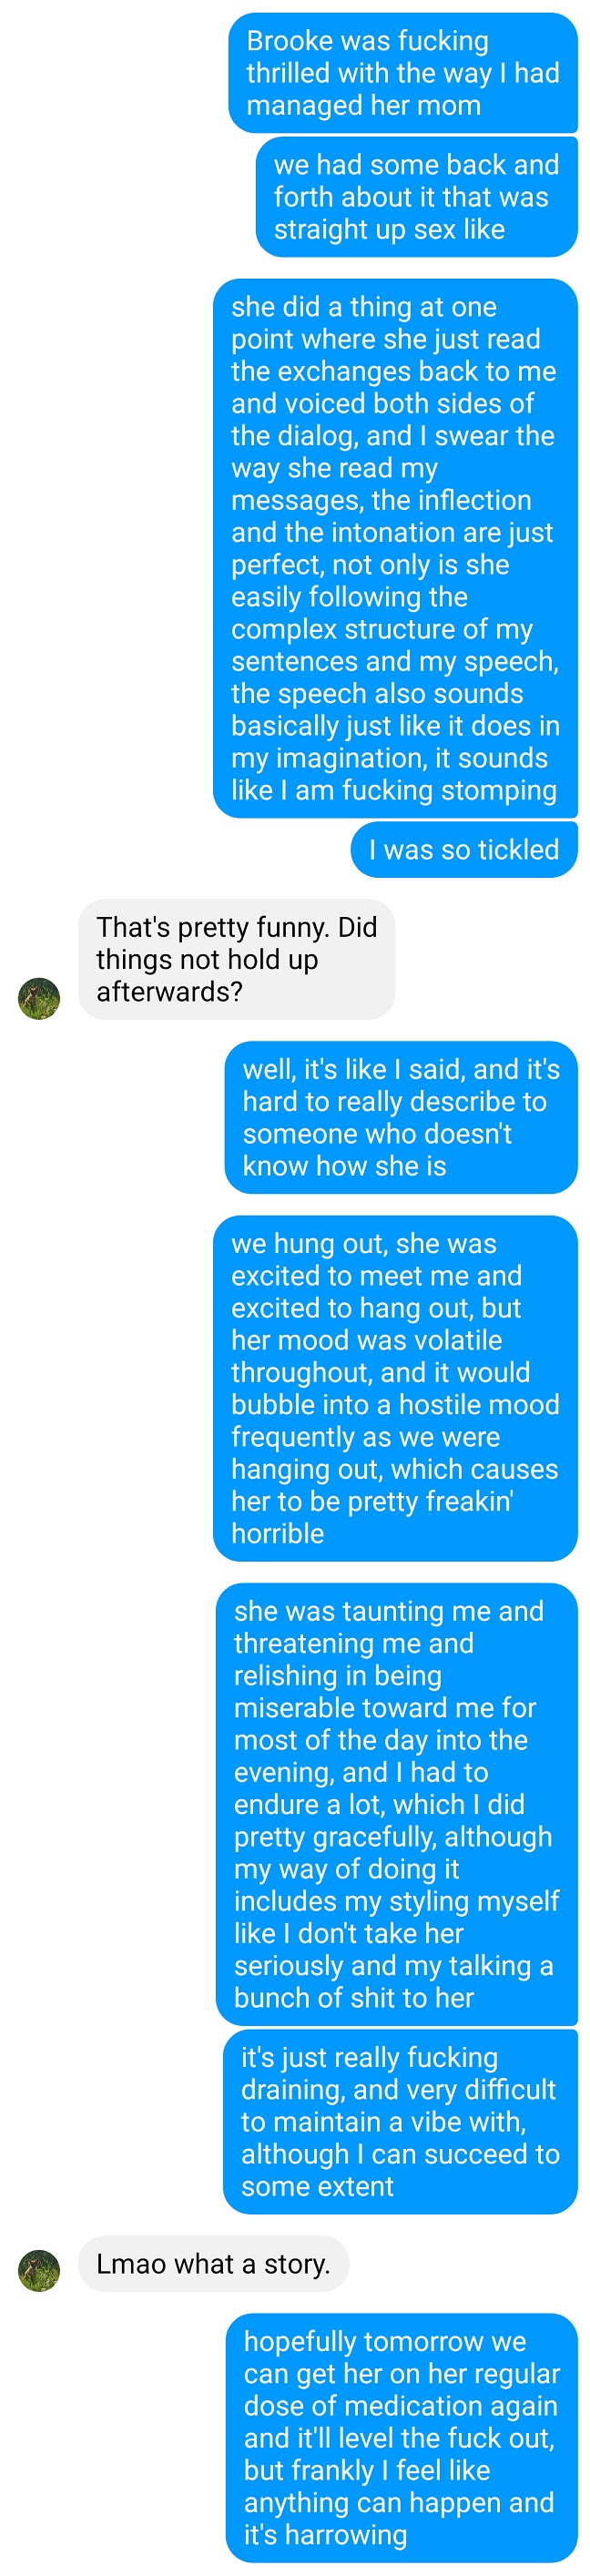 Brooke was fucking
thrilled with the way I had
managed her mom
we had some back and
forth about it that was
straight up sex like
she did a thing at one
point where she just read
the exchanges back to me
and voiced both sides of
the dialog, and I swear the
way she read my
messages, the inflection
and the intonation are just
perfect, not only is she
easily following the
complex structure of my
sentences and my speech,
the speech also sounds
basically just like it does in
my imagination, it sounds
like I am fucking stomping
I was so tickled
That's pretty funny. Did
things not hold up
afterwards?
well, it's like I said, and it's
hard to really describe to
someone who doesn't
know how she is
we hung out, she was
excited to meet me and
excited to hang out, but
her mood was volatile
throughout, and it would
bubble into a hostile mood
frequently as we were
hanging out, which causes
her to be pretty freakin'
horrible
she was taunting me and
threatening me and
relishing in being
miserable toward me for
most of the day into the
evening, and I had to
endure a lot, which I did
pretty gracefully, although
my way of doing it
includes my styling myself
like I don't take her
seriously and my talking a
bunch of shit to her
it's just really fucking
draining, and very difficult
to maintain a vibe with,
although I can succeed to
some extent
Lmao what a story.
hopefully tomorrow we
can get her on her regular
dose of medication again
and it'll level the fuck out,
but frankly I feel like
anything can happen and
it's harrowing